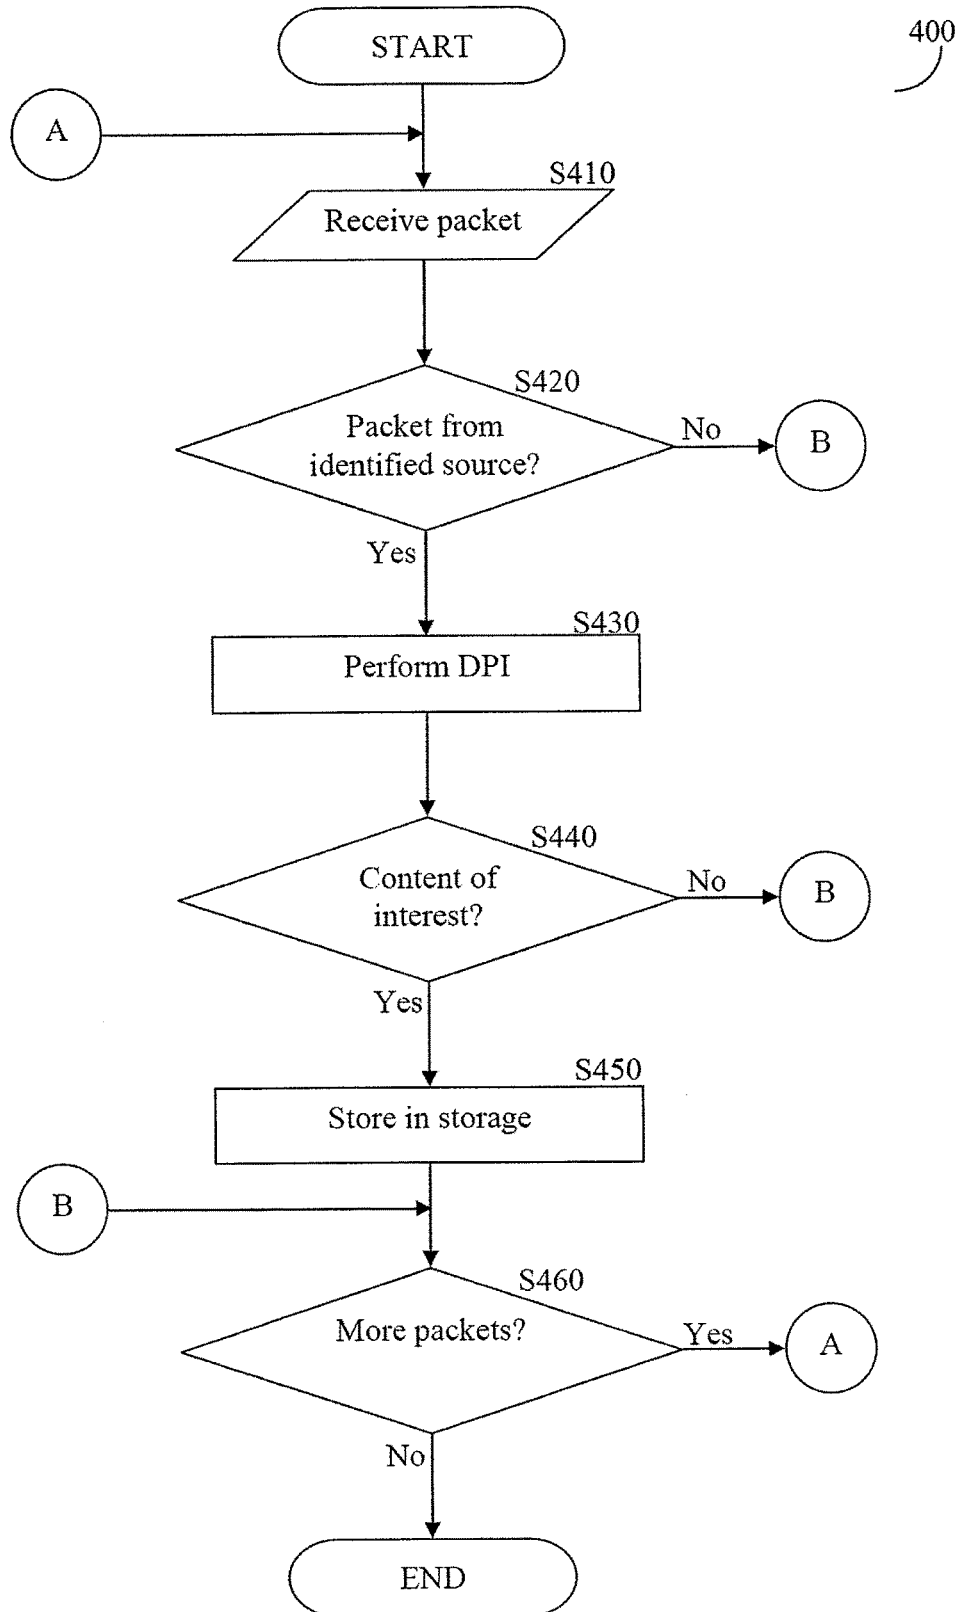 START
400
A
S410
Receive packet
S420
Packet from
identified source?
No
B
Yes
S430
Perform DPI
S440
Content of
interest?
No
B
Yes
S450
Store in storage
B
S460
More packets?
Yes
A
No
END